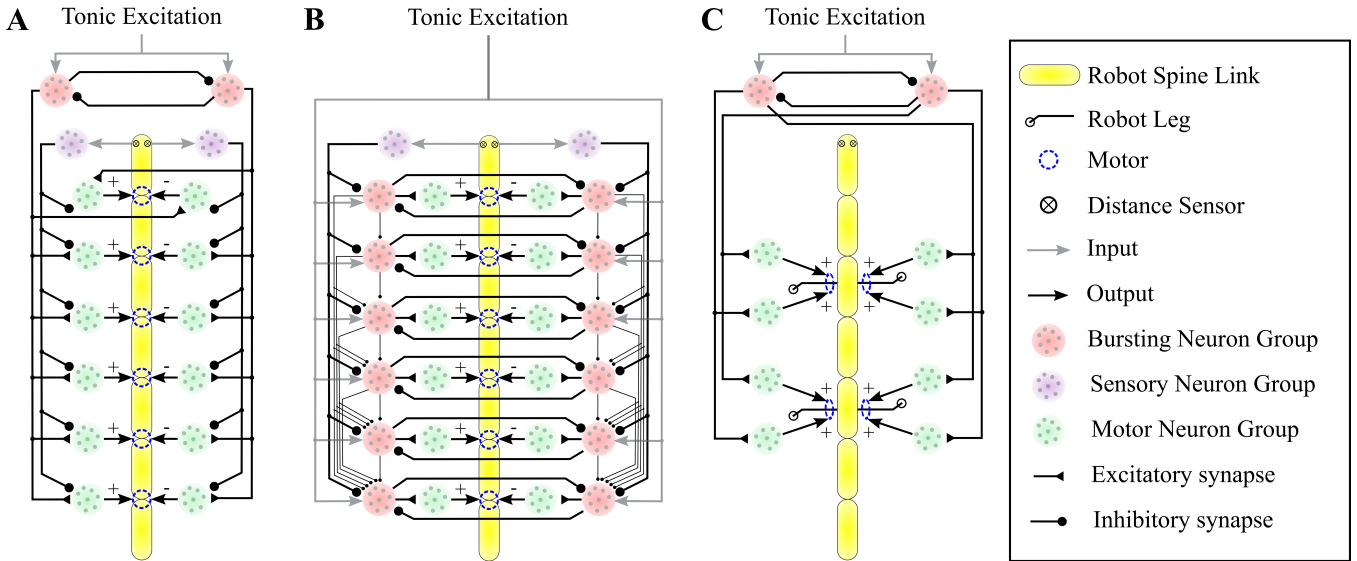 A
Tonic Excitation
B
Tonic Excitation
C
Tonic Excitation
+ -
+ -
+ -
+ -
+ -
+ -
+ -
+ -
+ -
+ -
+ -
+ -
+ +
+ +
+ +
+ +
Robot Spine Link
Robot Leg
Motor
Distance Sensor
Input
Output
Bursting Neuron Group
Sensory Neuron Group
Motor Neuron Group
Excitatory synapse
Inhibitory synapse